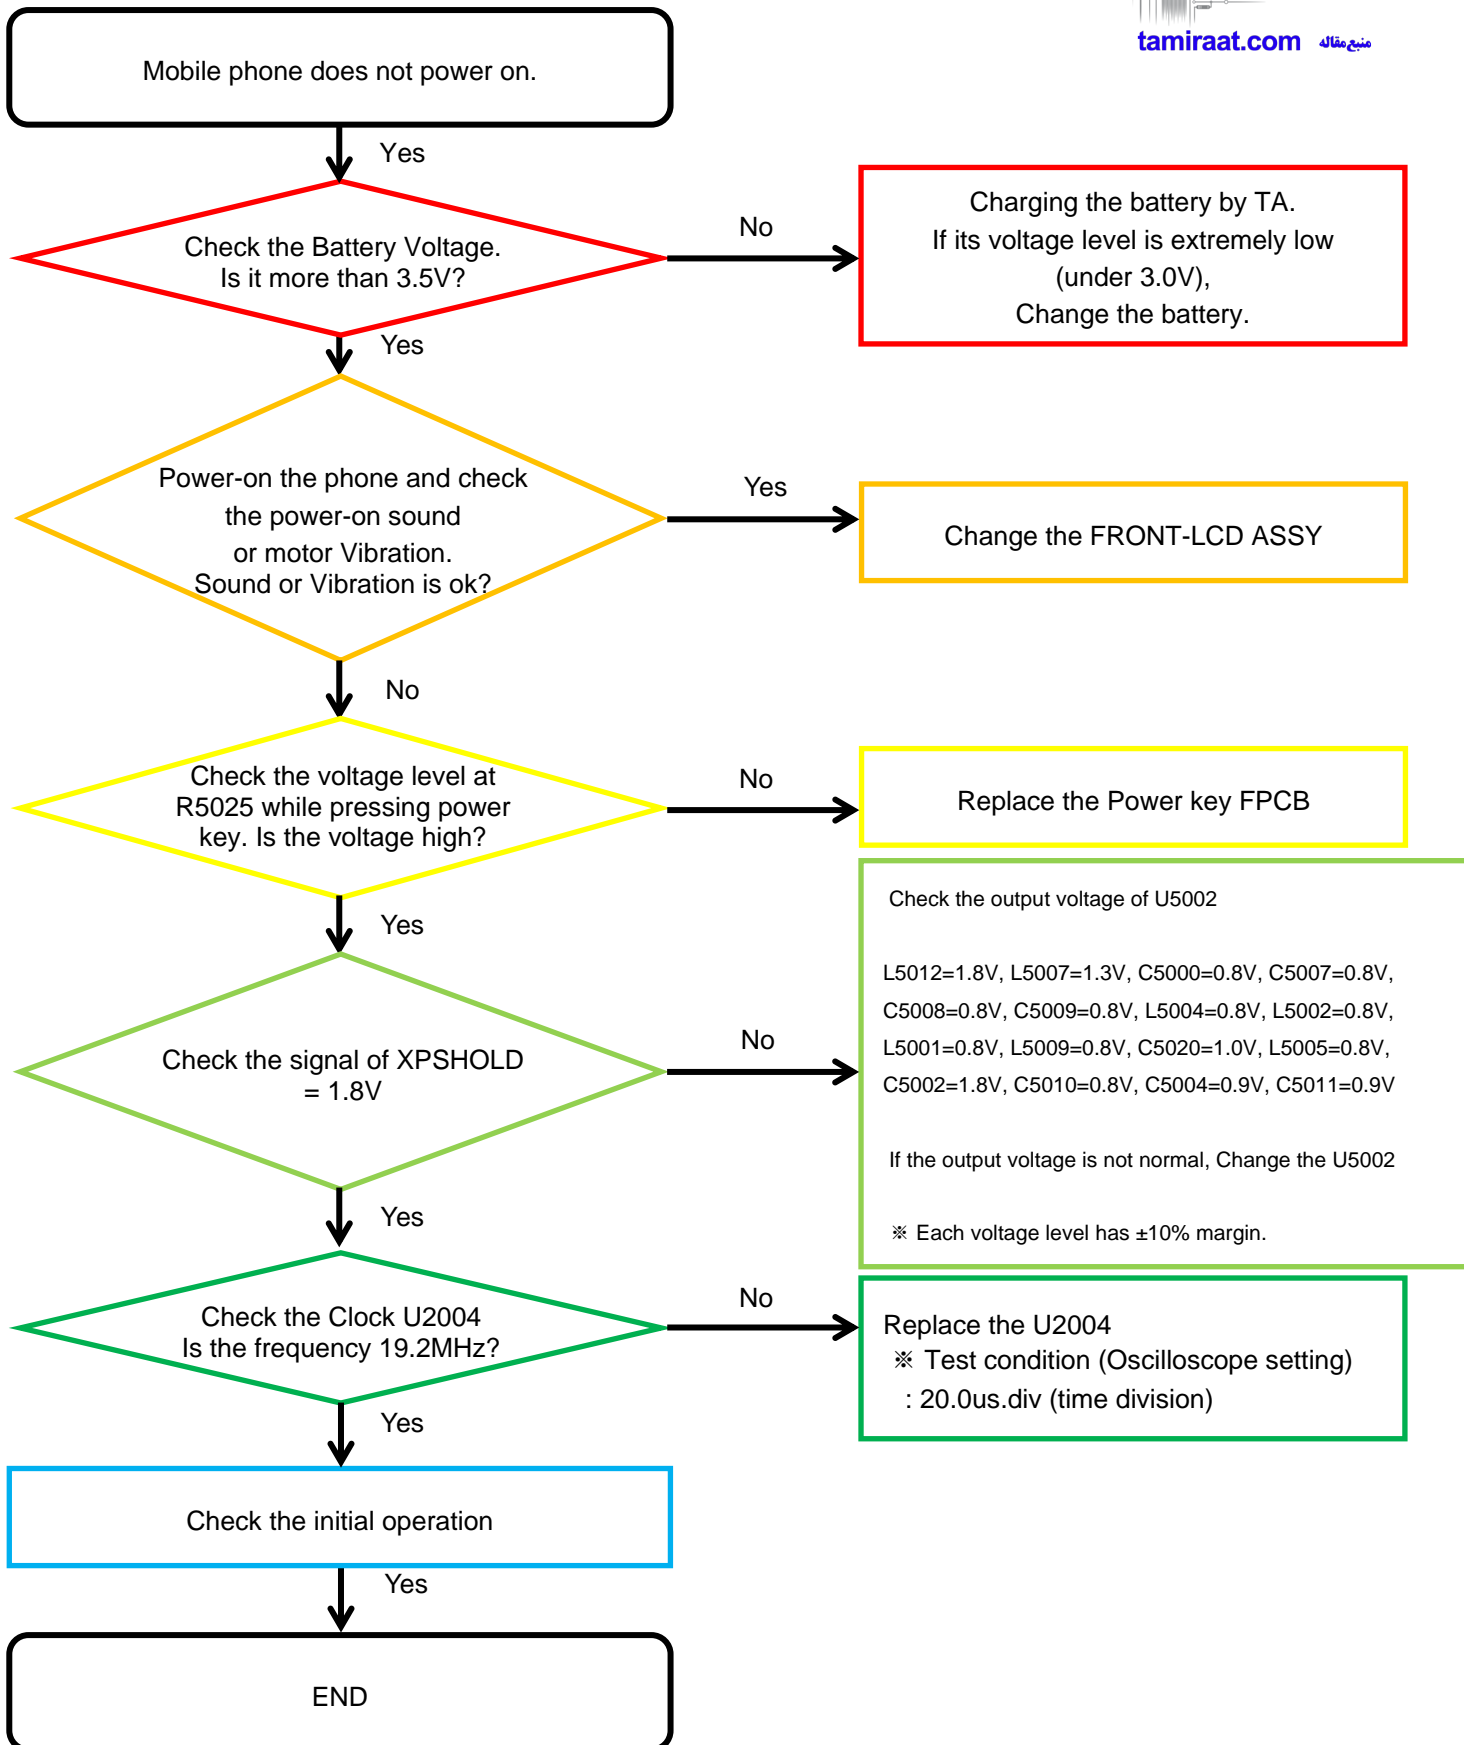 tamiraat.com منبع مقاله
Mobile phone does not power on.
Yes
Check the Battery Voltage.
Is it more than 3.5V?
No
Charging the battery by TA.
If its voltage level is extremely low
(under 3.0V),
Change the battery.
Yes
Power-on the phone and check
the power-on sound
or motor Vibration.
Sound or Vibration is ok?
Yes
Change the FRONT-LCD ASSY
No
Check the voltage level at
R5025 while pressing power
key. Is the voltage high?
No
Replace the Power key FPCB
Yes
Check the signal of XPSHOLD
= 1.8V
No
Check the output voltage of U5002
L5012=1.8V, L5007=1.3V, C5000=0.8V, C5007=0.8V,
C5008=0.8V, C5009=0.8V, L5004=0.8V, L5002=0.8V,
L5001=0.8V, L5009=0.8V, C5020=1.0V, L5005=0.8V,
C5002=1.8V, C5010=0.8V, C5004=0.9V, C5011=0.9V
If the output voltage is not normal, Change the U5002
※ Each voltage level has ±10% margin.
Yes
Check the Clock U2004
Is the frequency 19.2MHz?
No
Replace the U2004
※ Test condition (Oscilloscope setting)
: 20.0us.div (time division)
Yes
Check the initial operation
Yes
END